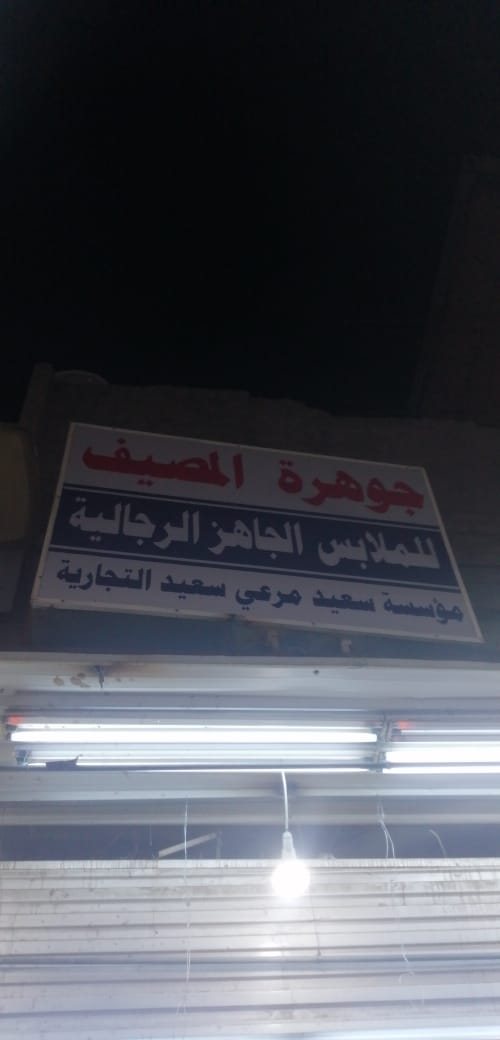 جوهرة المصيف
للملابس الجاهز الرجالية
مؤسسة سعيد مرعي سعيد التجارية